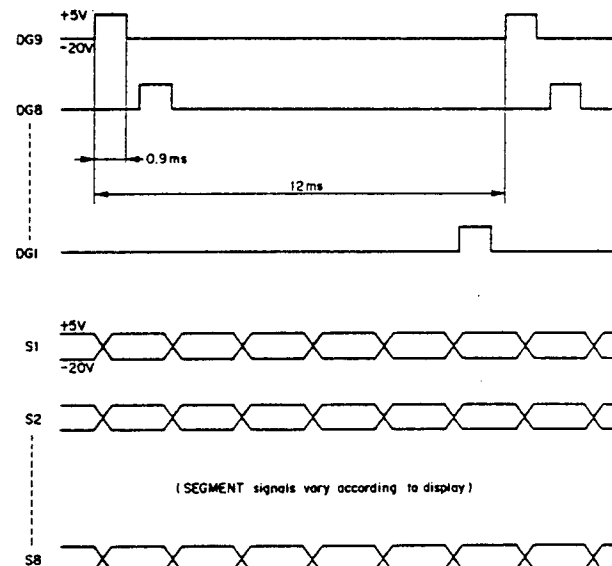 +5V
DG9
-20V
DG8
0.9ms
12ms
DG1
+5V
S1
-20V
S2
(SEGMENT signals vary according to display)
S8